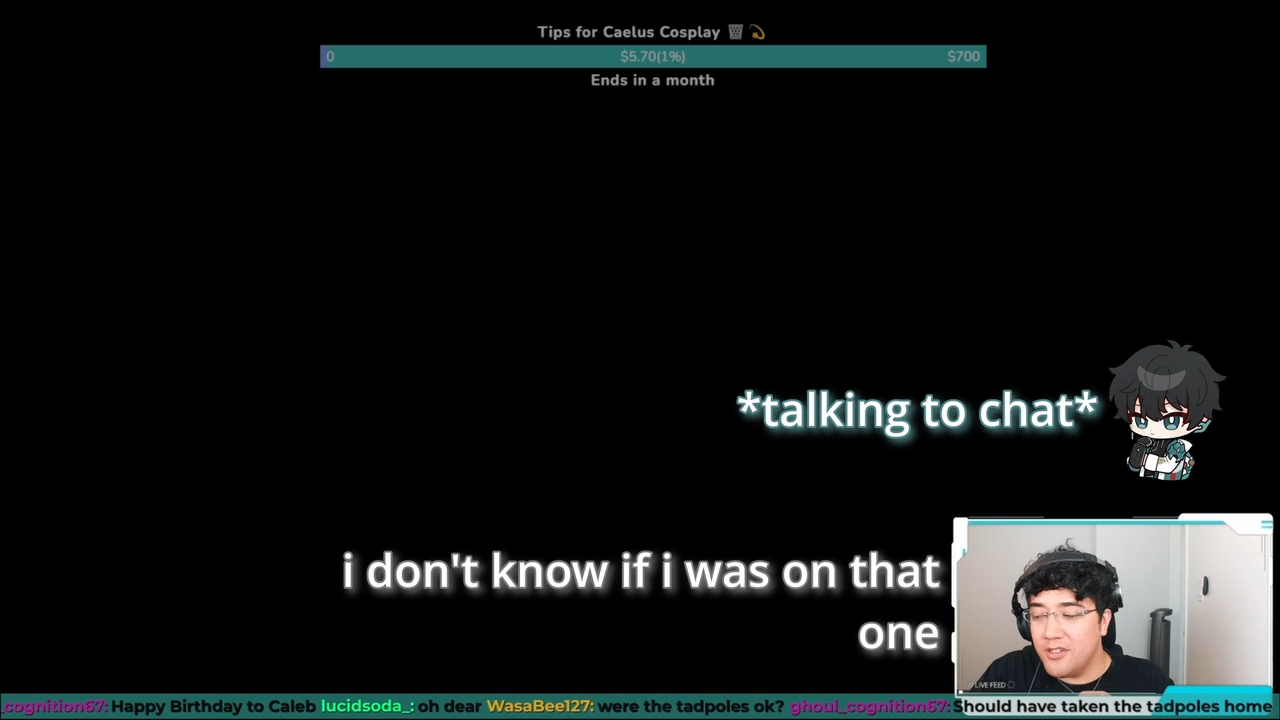 Tips for Caelus Cosplay
0 $5.70(1%) $700
Ends in a month
*talking to chat*
i don't know if i was on that
one
// LIVE FEED
_cognition67: Happy Birthday to Caleb lucidsoda_: oh dear WasaBee127: were the tadpoles ok? ghoul_cognition67: Should have taken the tadpoles home